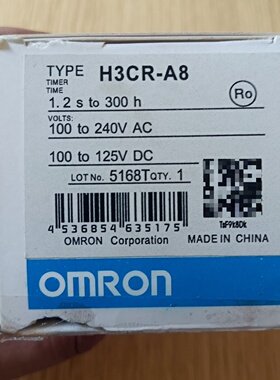 TYPE H3CR-A8
TIMER
TIME
1.2 s to 300 h
Ro
VOLTS:
100 to 240V AC
100 to 125V DC
LOT No. 5168T QTY. 1
4 536854 635175
TaF9k8Dk
OMRON Corporation MADE IN CHINA
OMRON